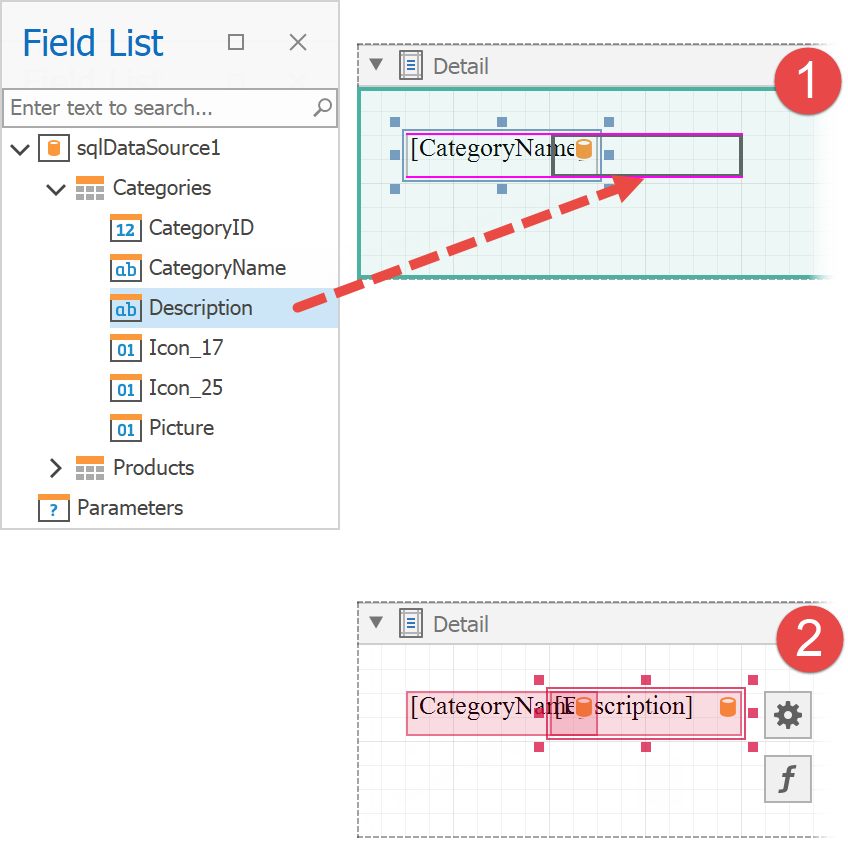 Field List
Enter text to search...
sqlDataSource1
Categories
12 CategoryID
ab CategoryName
ab Description
01 Icon_17
01 Icon_25
01 Picture
Products
? Parameters
Detail
1
[CategoryName
Detail
2
[CategoryName
[Description]
f